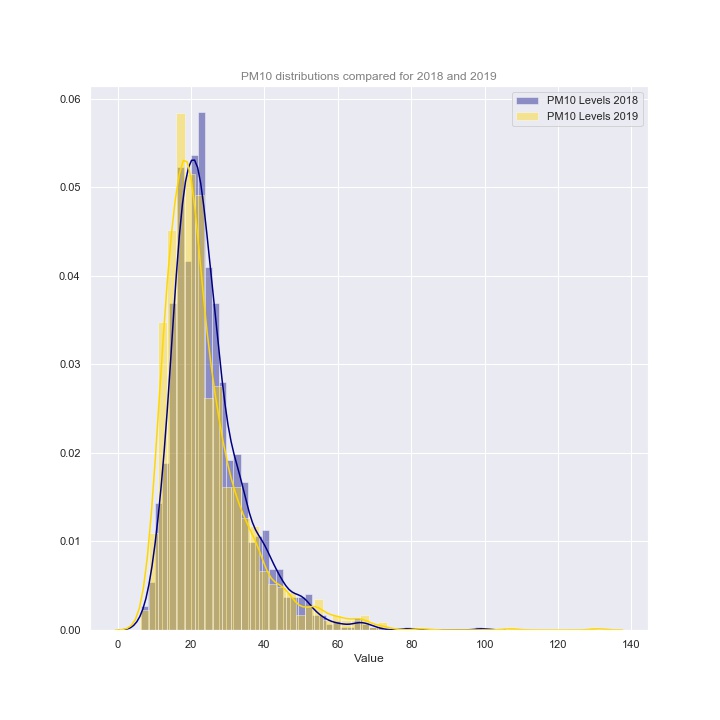 PM10 distributions compared for 2018 and 2019
PM10 Levels 2018
PM10 Levels 2019
0.06
0.05
0.04
0.03
0.02
0.01
0.00
0 20 40 60 80 100 120 140
Value